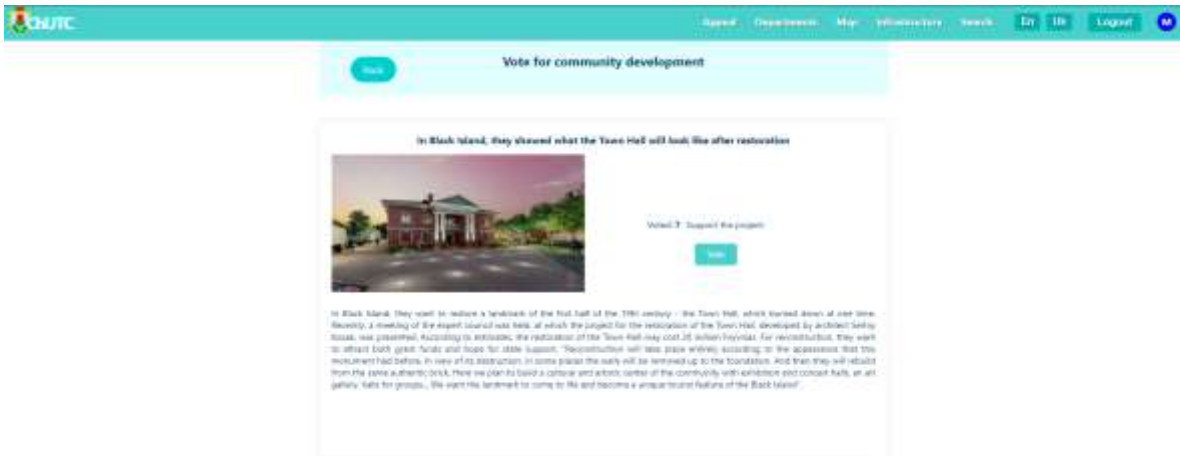 ChUTC
Appeal Departments Map Infrastructure Search En Uk Logout M
Back
Vote for community development
In Black Island, they showed what the Town Hall will look like after restoration
Voted: 7 Support the project:
Vote
In Black Island, they want to restore a landmark of the first half of the 19th century - the Town Hall, which burned down at one time.
Recently, a meeting of the expert council was held, at which the project for the restoration of the Town Hall, developed by architect
was presented. According to estimates, the restoration of the Town Hall may cost 20 million hryvnias. For reconstruction, they want
to attract both grant funds and hope for state support. "Reconstruction will take place entirely according to the appearance that this
monument had before. In view of its destruction, in some places the walls will be removed up to the foundation. And then they will rebuild
from the same authentic brick. Here we plan to build a cultural and artistic center of the community with exhibition and concert halls, an art
gallery, halls for groups... We want the landmark to come to life and become a unique tourist feature of the Black Island".